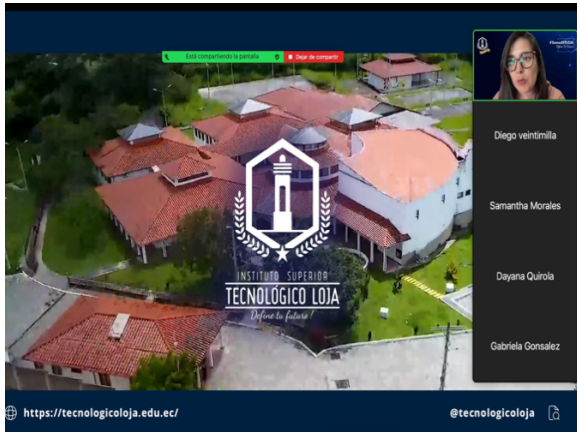 Está compartiendo la pantalla
Dejar de compartir
Diego veintimilla
Samantha Morales
Dayana Quirola
Gabriela Gonsalez
INSTITUTO SUPERIOR
TECNOLÓGICO LOJA
Define tu futuro!
https://tecnologicoloja.edu.ec/
@tecnologicoloja